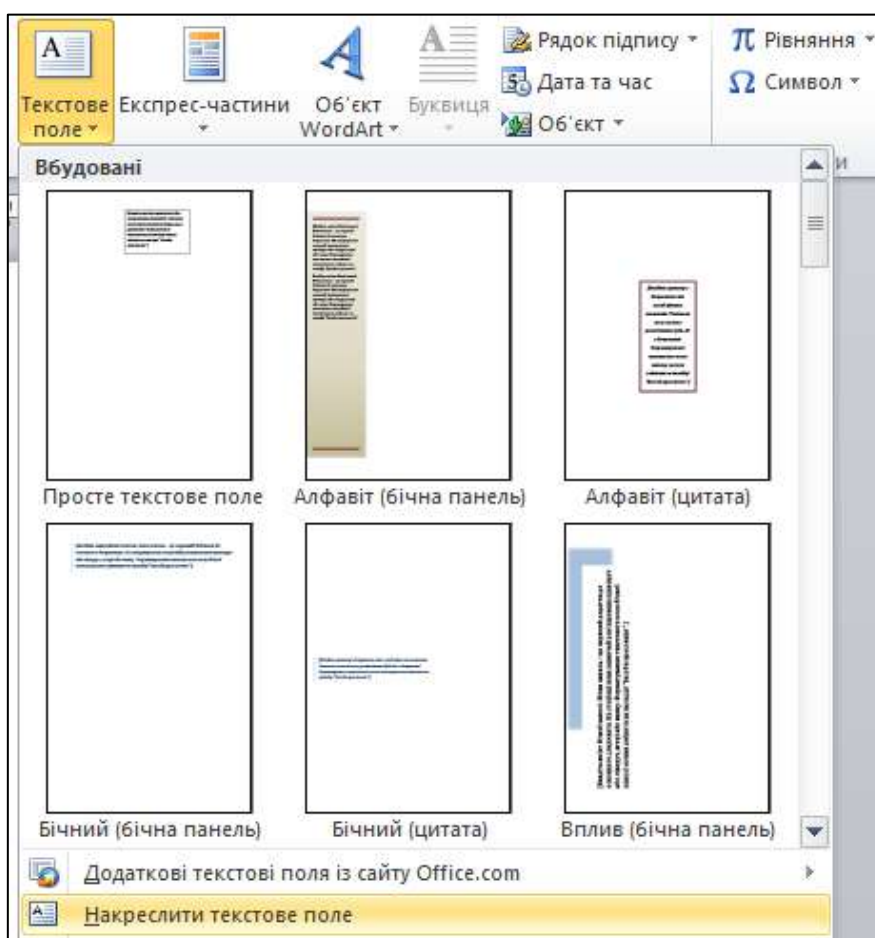 Текстове поле
Експрес-частини
Об'єкт WordArt
Буквиця
Рядок підпису
Дата та час
Об'єкт
Рівняння
Символ
и
Вбудовані
Просте текстове поле
Алфавіт (бічна панель)
Алфавіт (цитата)
Бічний (бічна панель)
Бічний (цитата)
Вплив (бічна панель)
Додаткові текстові поля із сайту Office.com
Накреслити текстове поле